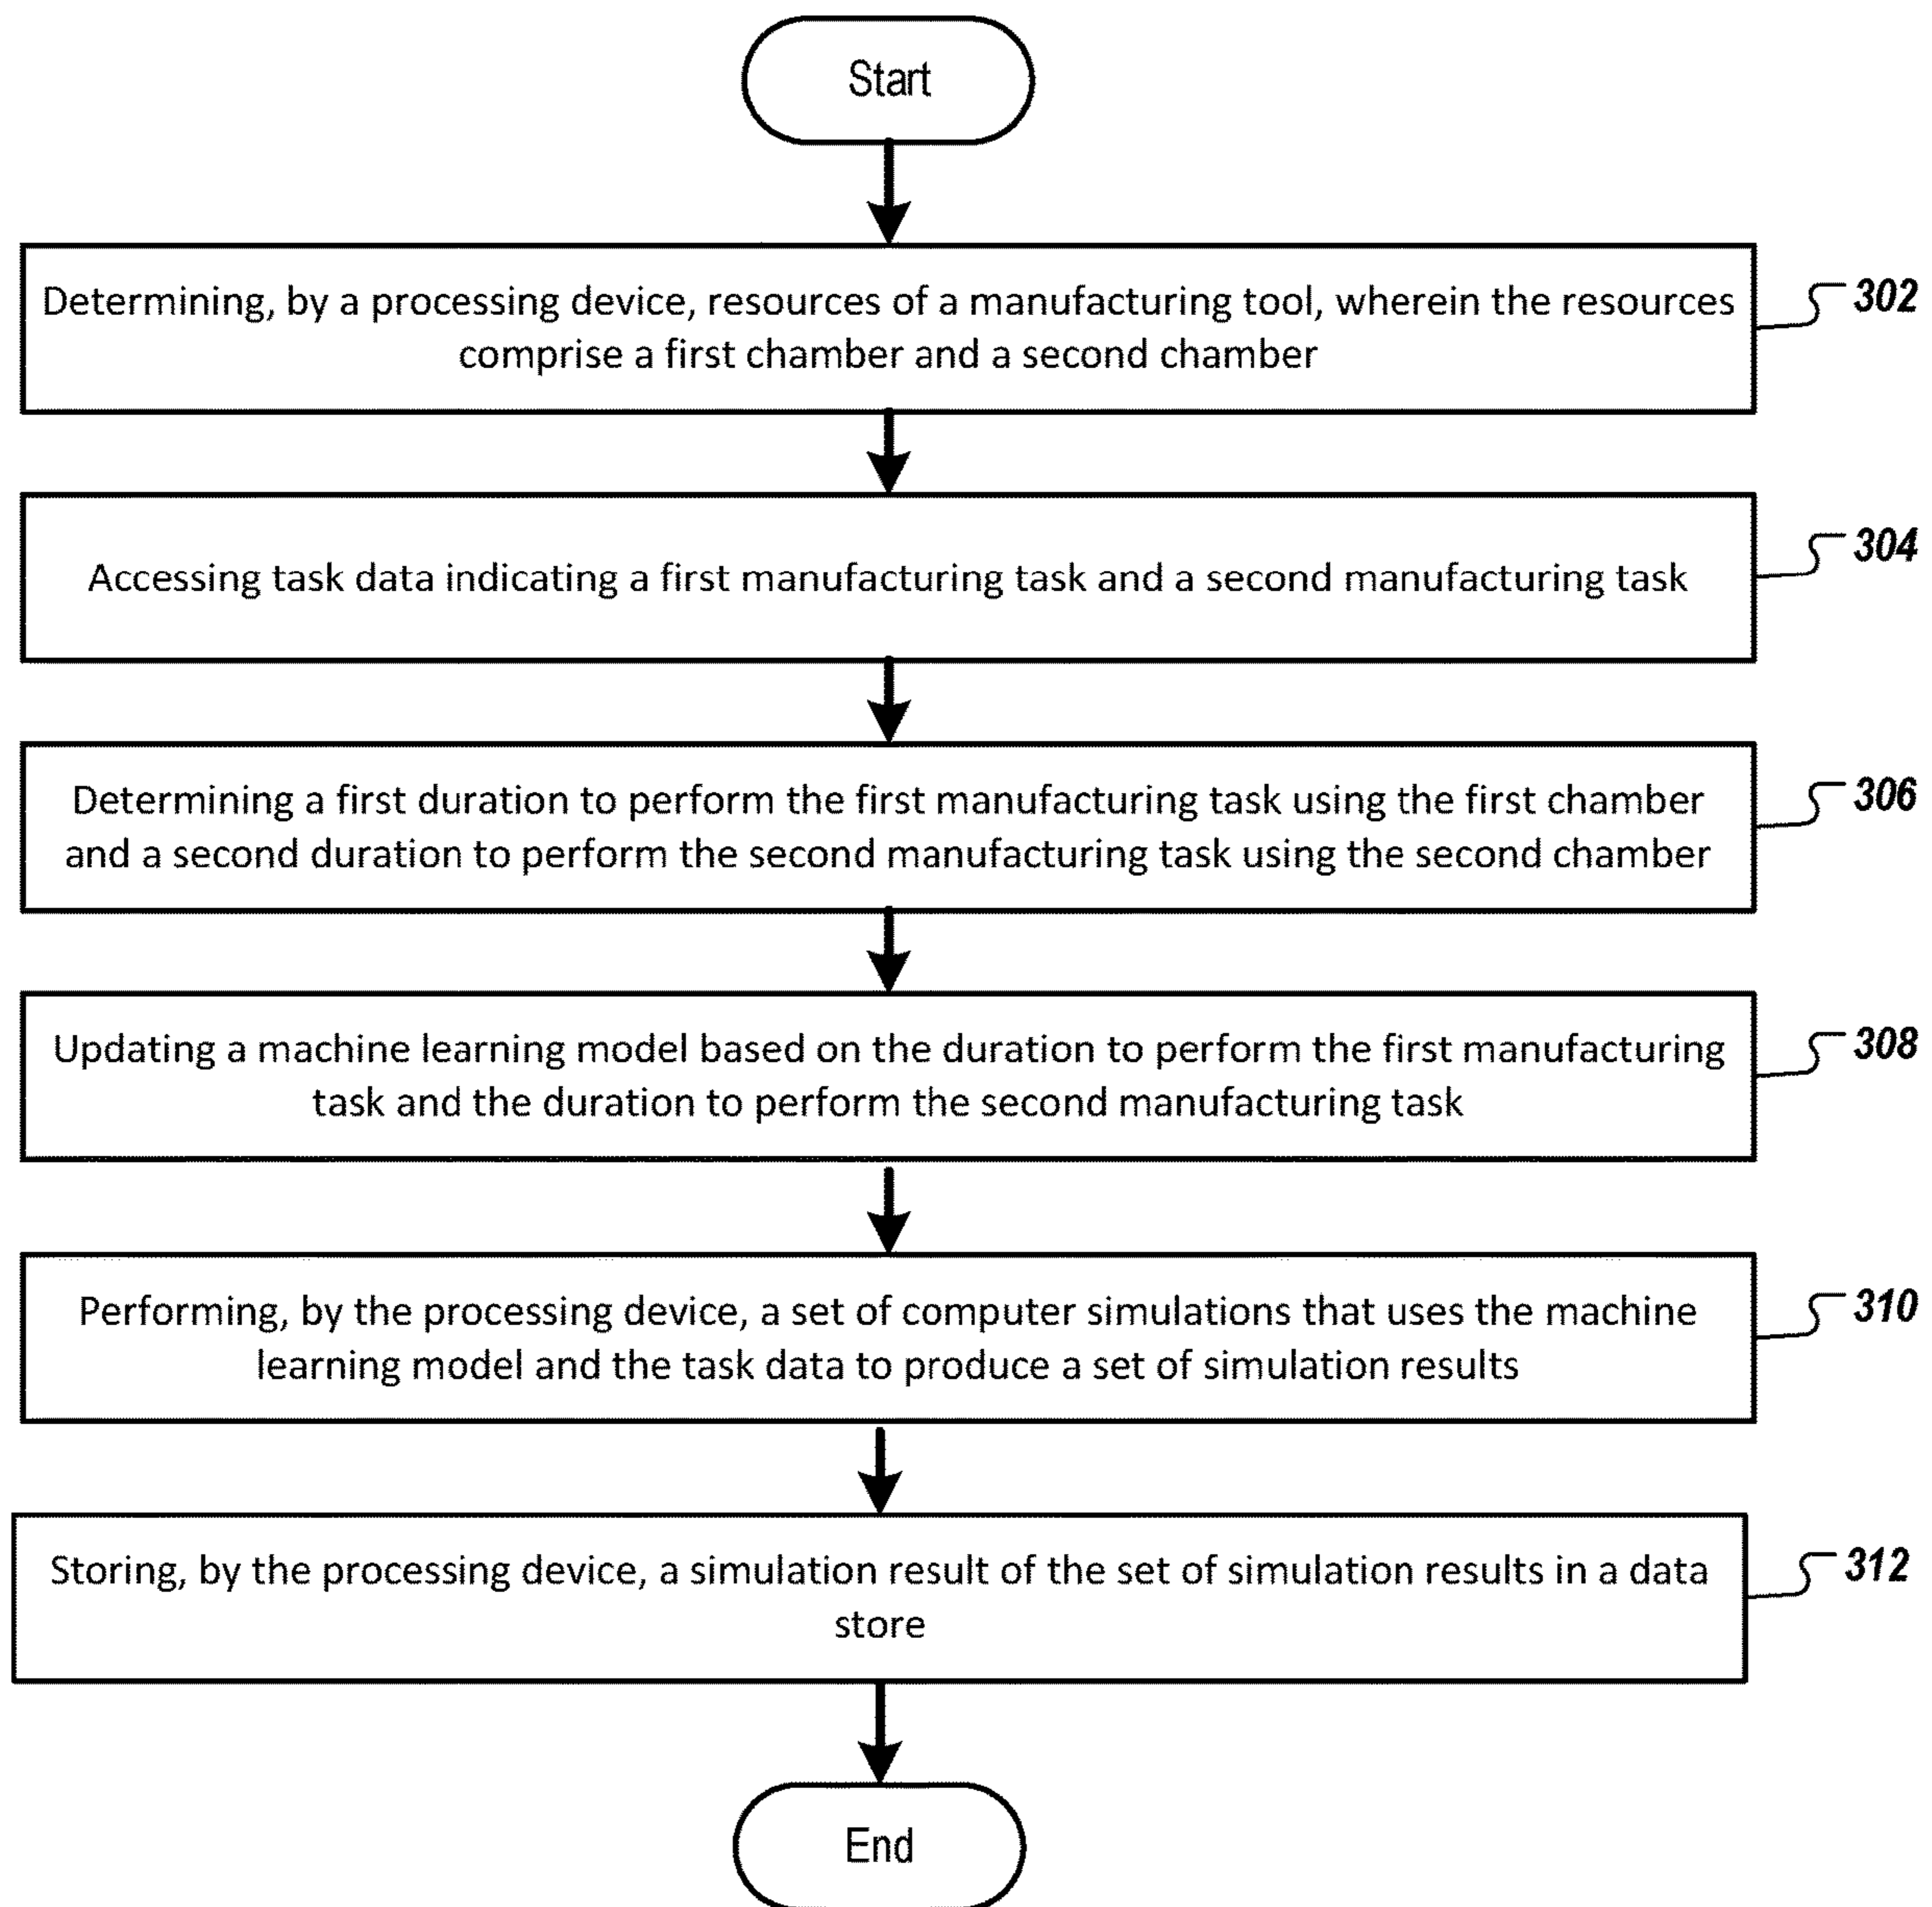 Start
Determining, by a processing device, resources of a manufacturing tool, wherein the resources
comprise a first chamber and a second chamber
302
Accessing task data indicating a first manufacturing task and a second manufacturing task
304
Determining a first duration to perform the first manufacturing task using the first chamber
and a second duration to perform the second manufacturing task using the second chamber
306
Updating a machine learning model based on the duration to perform the first manufacturing
task and the duration to perform the second manufacturing task
308
Performing, by the processing device, a set of computer simulations that uses the machine
learning model and the task data to produce a set of simulation results
310
Storing, by the processing device, a simulation result of the set of simulation results in a data
store
312
End